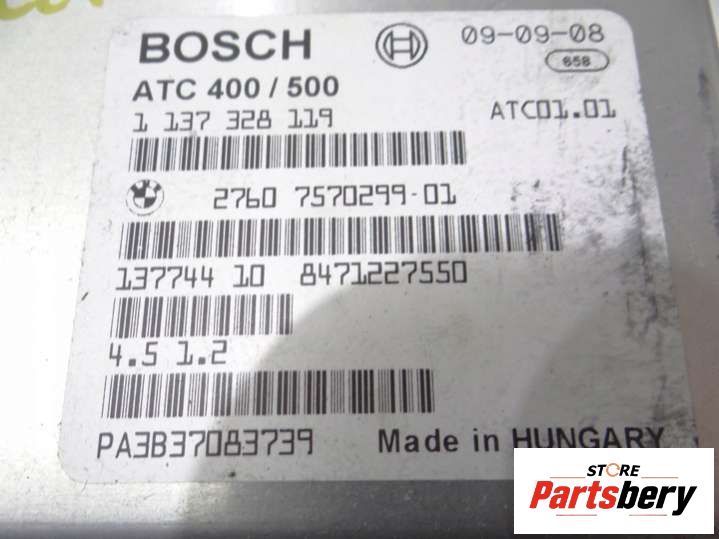 BOSCH 09-09-08
658
ATC 400 / 500
1 137 328 119 ATC01.01
2760 7570299-01
137744 10 8471227550
4.5 1.2
PA3B37083739 Made in HUNGARY
STORE
Partsbery